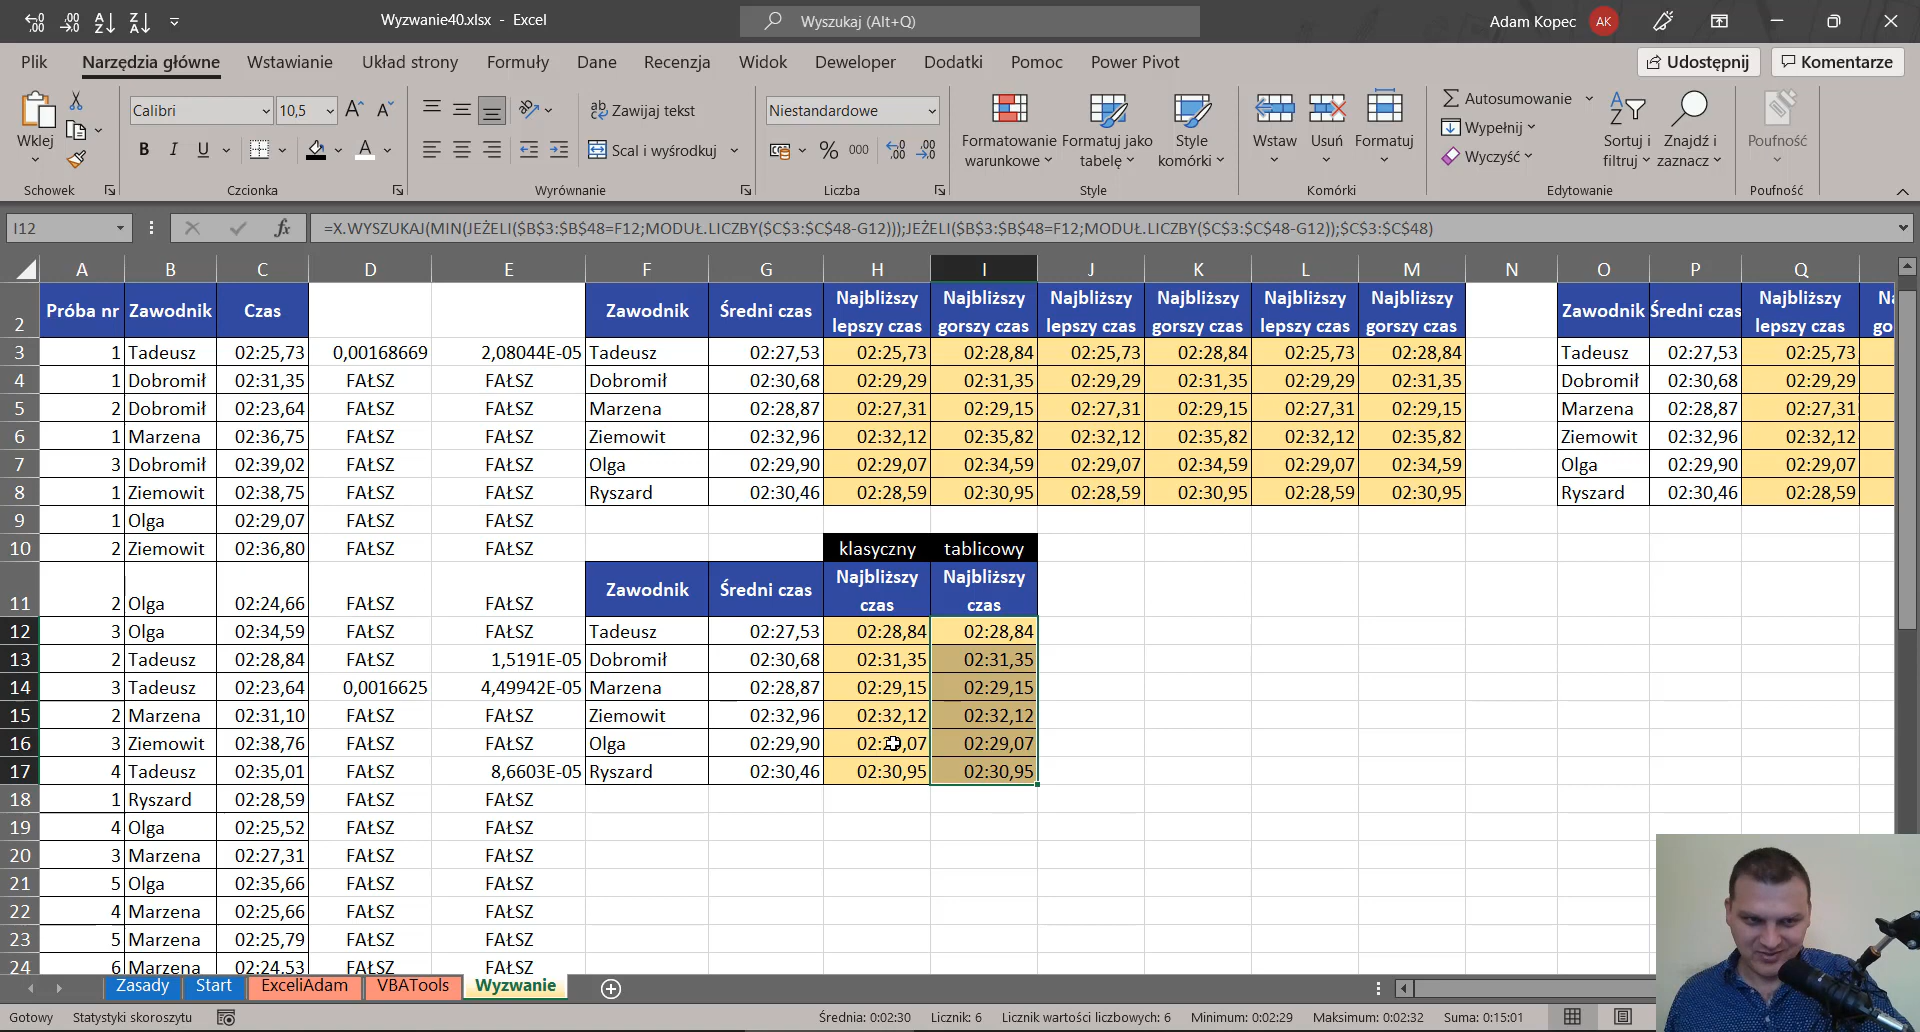 Wyzwanie40.xlsx - Excel
Wyszukaj (Alt+Q)
Adam Kopec AK
Plik Narzędzia główne Wstawianie Układ strony Formuły Dane Recenzja Widok Deweloper Dodatki Pomoc Power Pivot Udostępnij Komentarze
Wklej
Schowek
Calibri 10,5
B I U A
Czcionka
Zawijaj tekst
Scal i wyśrodkuj
Wyrównanie
Niestandardowe
% 000
Liczba
Formatowanie warunkowe
Formatuj jako tabelę
Style komórki
Style
Wstaw Usuń Formatuj
Komórki
Autosumowanie
Wypełnij
Wyczyść
Sortuj i filtruj
Znajdź i zaznacz
Edytowanie
Poufność
Poufność
I12 fx =X.WYSZUKAJ(MIN(JEŻELI($B$3:$B$48=F12;MODUŁ.LICZBY($C$3:$C$48-G12)));JEŻELI($B$3:$B$48=F12;MODUŁ.LICZBY($C$3:$C$48-G12));$C$3:$C$48)
A B C D E F G H I J K L M N O P Q
2 Próba nr Zawodnik Czas Zawodnik Średni czas Najbliższy lepszy czas Najbliższy gorszy czas Najbliższy lepszy czas Najbliższy gorszy czas Najbliższy lepszy czas Najbliższy gorszy czas Zawodnik Średni czas Najbliższy lepszy czas
3 1 Tadeusz 02:25,73 0,00168669 2,08044E-05 Tadeusz 02:27,53 02:25,73 02:28,84 02:25,73 02:28,84 02:25,73 02:28,84 Tadeusz 02:27,53 02:25,73
4 1 Dobromił 02:31,35 FAŁSZ FAŁSZ Dobromił 02:30,68 02:29,29 02:31,35 02:29,29 02:31,35 02:29,29 02:31,35 Dobromił 02:30,68 02:29,29
5 2 Dobromił 02:23,64 FAŁSZ FAŁSZ Marzena 02:28,87 02:27,31 02:29,15 02:27,31 02:29,15 02:27,31 02:29,15 Marzena 02:28,87 02:27,31
6 1 Marzena 02:36,75 FAŁSZ FAŁSZ Ziemowit 02:32,96 02:32,12 02:35,82 02:32,12 02:35,82 02:32,12 02:35,82 Ziemowit 02:32,96 02:32,12
7 3 Dobromił 02:39,02 FAŁSZ FAŁSZ Olga 02:29,90 02:29,07 02:34,59 02:29,07 02:34,59 02:29,07 02:34,59 Olga 02:29,90 02:29,07
8 1 Ziemowit 02:38,75 FAŁSZ FAŁSZ Ryszard 02:30,46 02:28,59 02:30,95 02:28,59 02:30,95 02:28,59 02:30,95 Ryszard 02:30,46 02:28,59
9 1 Olga 02:29,07 FAŁSZ FAŁSZ
10 2 Ziemowit 02:36,80 FAŁSZ FAŁSZ klasyczny tablicowy
11 2 Olga 02:24,66 FAŁSZ FAŁSZ Zawodnik Średni czas Najbliższy czas Najbliższy czas
12 3 Olga 02:34,59 FAŁSZ FAŁSZ Tadeusz 02:27,53 02:28,84 02:28,84
13 2 Tadeusz 02:28,84 FAŁSZ 1,5191E-05 Dobromił 02:30,68 02:31,35 02:31,35
14 3 Tadeusz 02:23,64 0,0016625 4,49942E-05 Marzena 02:28,87 02:29,15 02:29,15
15 2 Marzena 02:31,10 FAŁSZ FAŁSZ Ziemowit 02:32,96 02:32,12 02:32,12
16 3 Ziemowit 02:38,76 FAŁSZ FAŁSZ Olga 02:29,90 02:29,07 02:29,07
17 4 Tadeusz 02:35,01 FAŁSZ 8,6603E-05 Ryszard 02:30,46 02:30,95 02:30,95
18 1 Ryszard 02:28,59 FAŁSZ FAŁSZ
19 4 Olga 02:25,52 FAŁSZ FAŁSZ
20 3 Marzena 02:27,31 FAŁSZ FAŁSZ
21 5 Olga 02:35,66 FAŁSZ FAŁSZ
22 4 Marzena 02:25,66 FAŁSZ FAŁSZ
23 5 Marzena 02:25,79 FAŁSZ FAŁSZ
24 6 Marzena 02:24,53 FAŁSZ FAŁSZ
Zasady Start ExceliAdam VBATools Wyzwanie
Gotowy Statystyki skoroszytu Średnia: 0:02:30 Licznik: 6 Licznik wartości liczbowych: 6 Minimum: 0:02:29 Maksimum: 0:02:32 Suma: 0:15:01